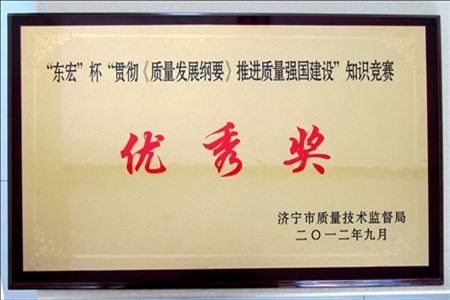 “东宏”杯“贯彻《质量发展纲要》推进质量强国建设”知识竞赛
优秀奖
济宁市质量技术监督局
二〇一二年九月